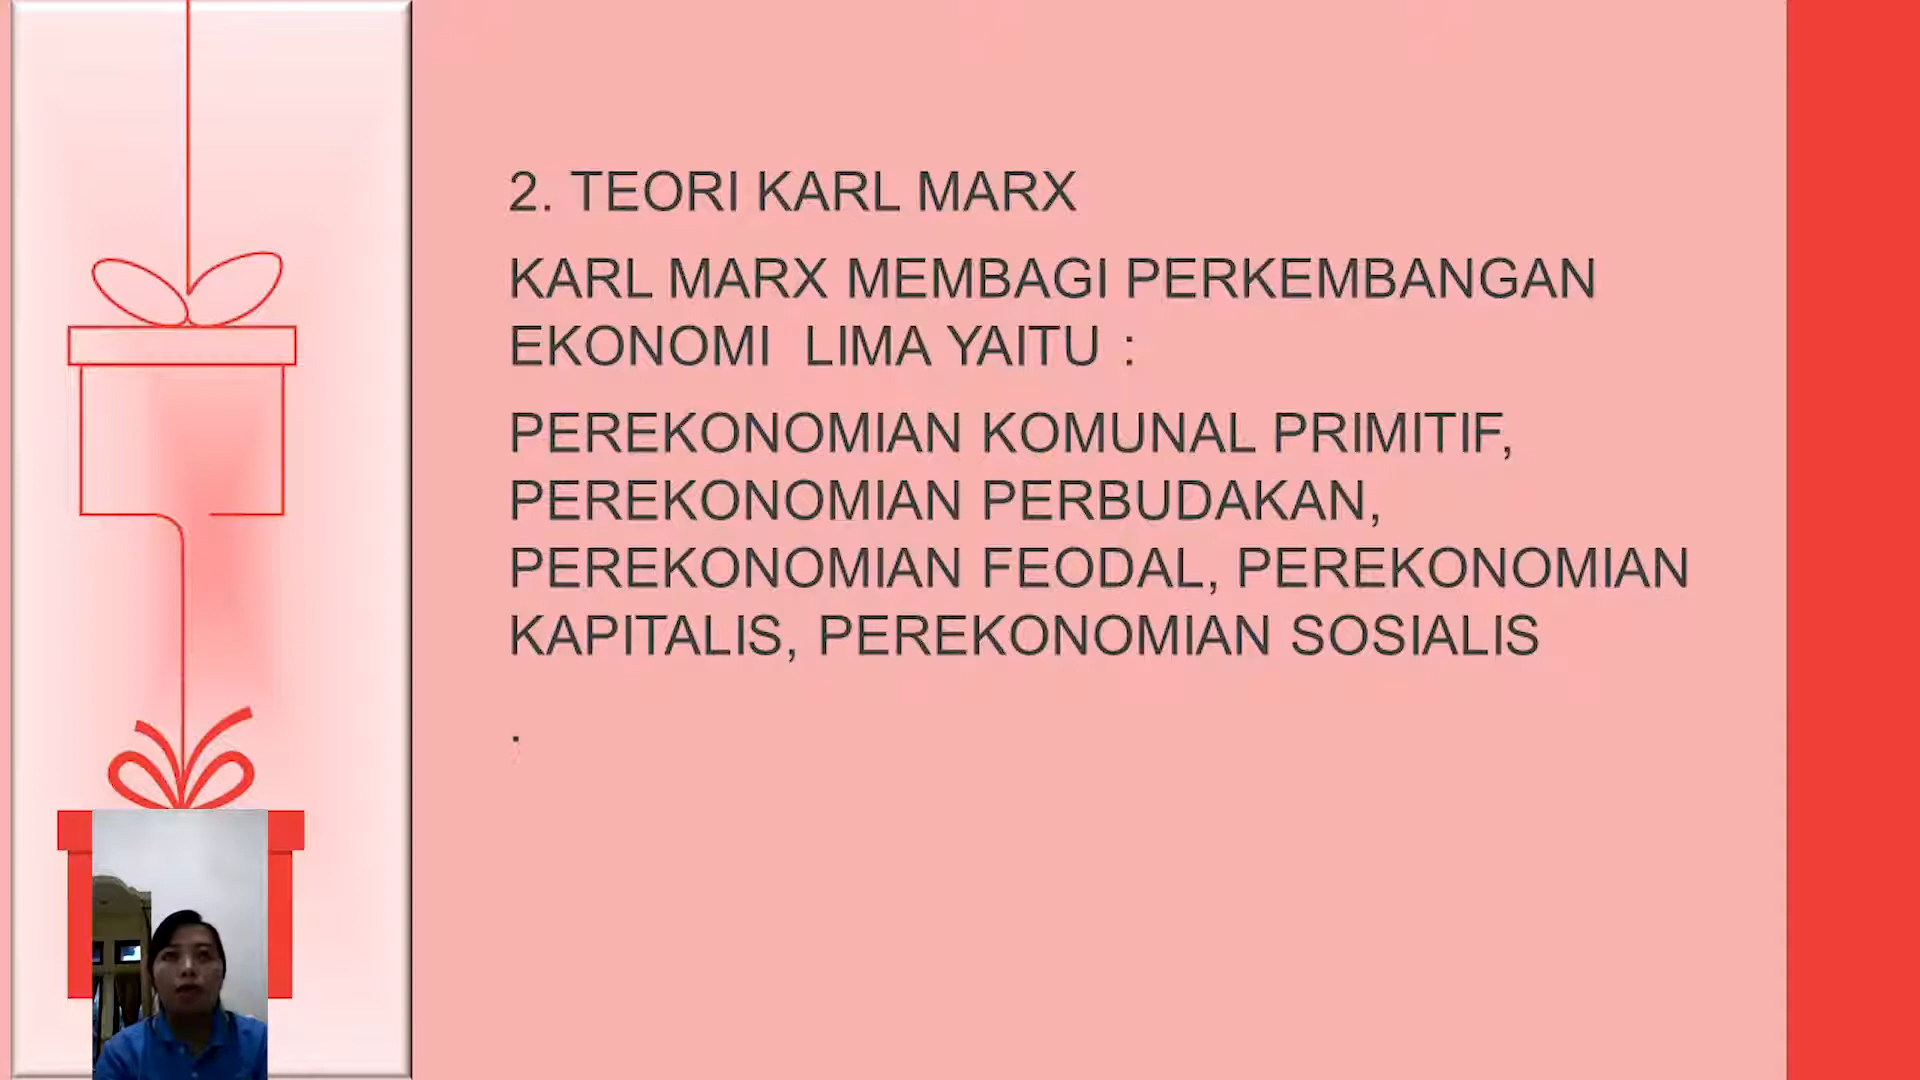 2. TEORI KARL MARX
KARL MARX MEMBAGI PERKEMBANGAN
EKONOMI  LIMA YAITU :
PEREKONOMIAN KOMUNAL PRIMITIF,
PEREKONOMIAN PERBUDAKAN,
PEREKONOMIAN FEODAL, PEREKONOMIAN
KAPITALIS, PEREKONOMIAN SOSIALIS
.